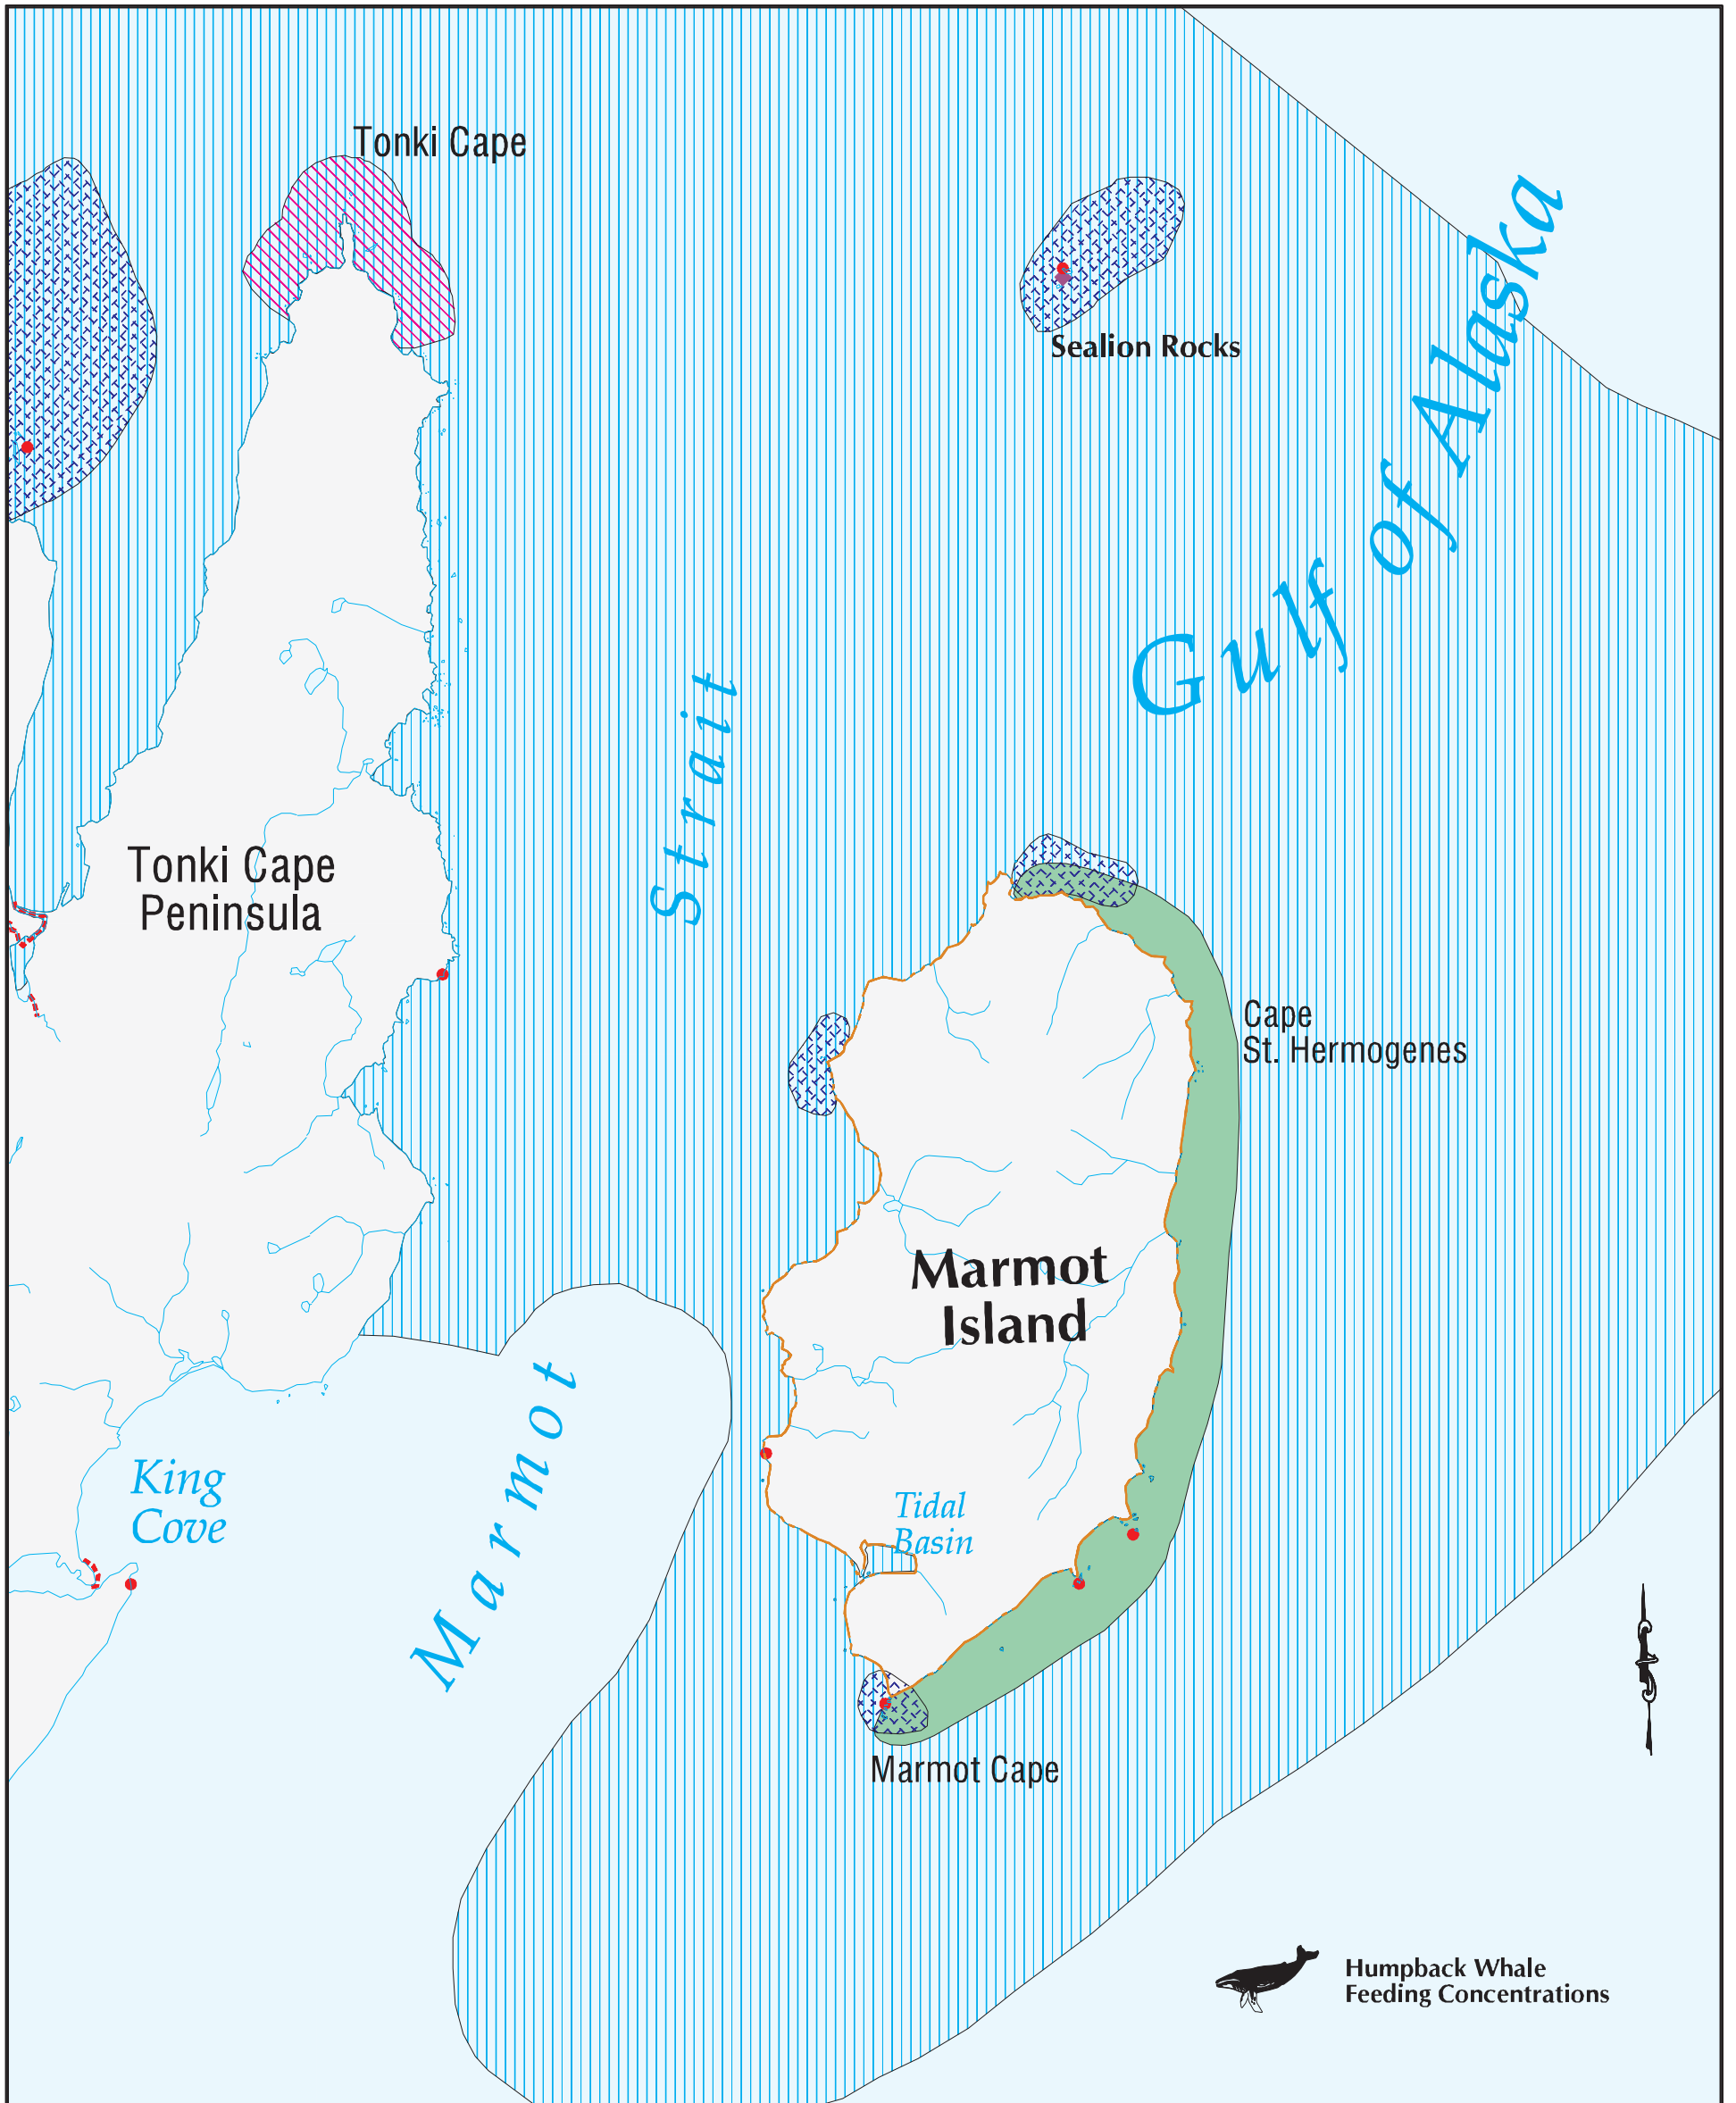 Tonki Cape
Sealion Rocks
Gulf of Alaska
Strait
Tonki Cape
Peninsula
Cape
St. Hermogenes
Marmot
Island
Marmot
King
Cove
Tidal
Basin
Marmot Cape
Humpback Whale
Feeding Concentrations